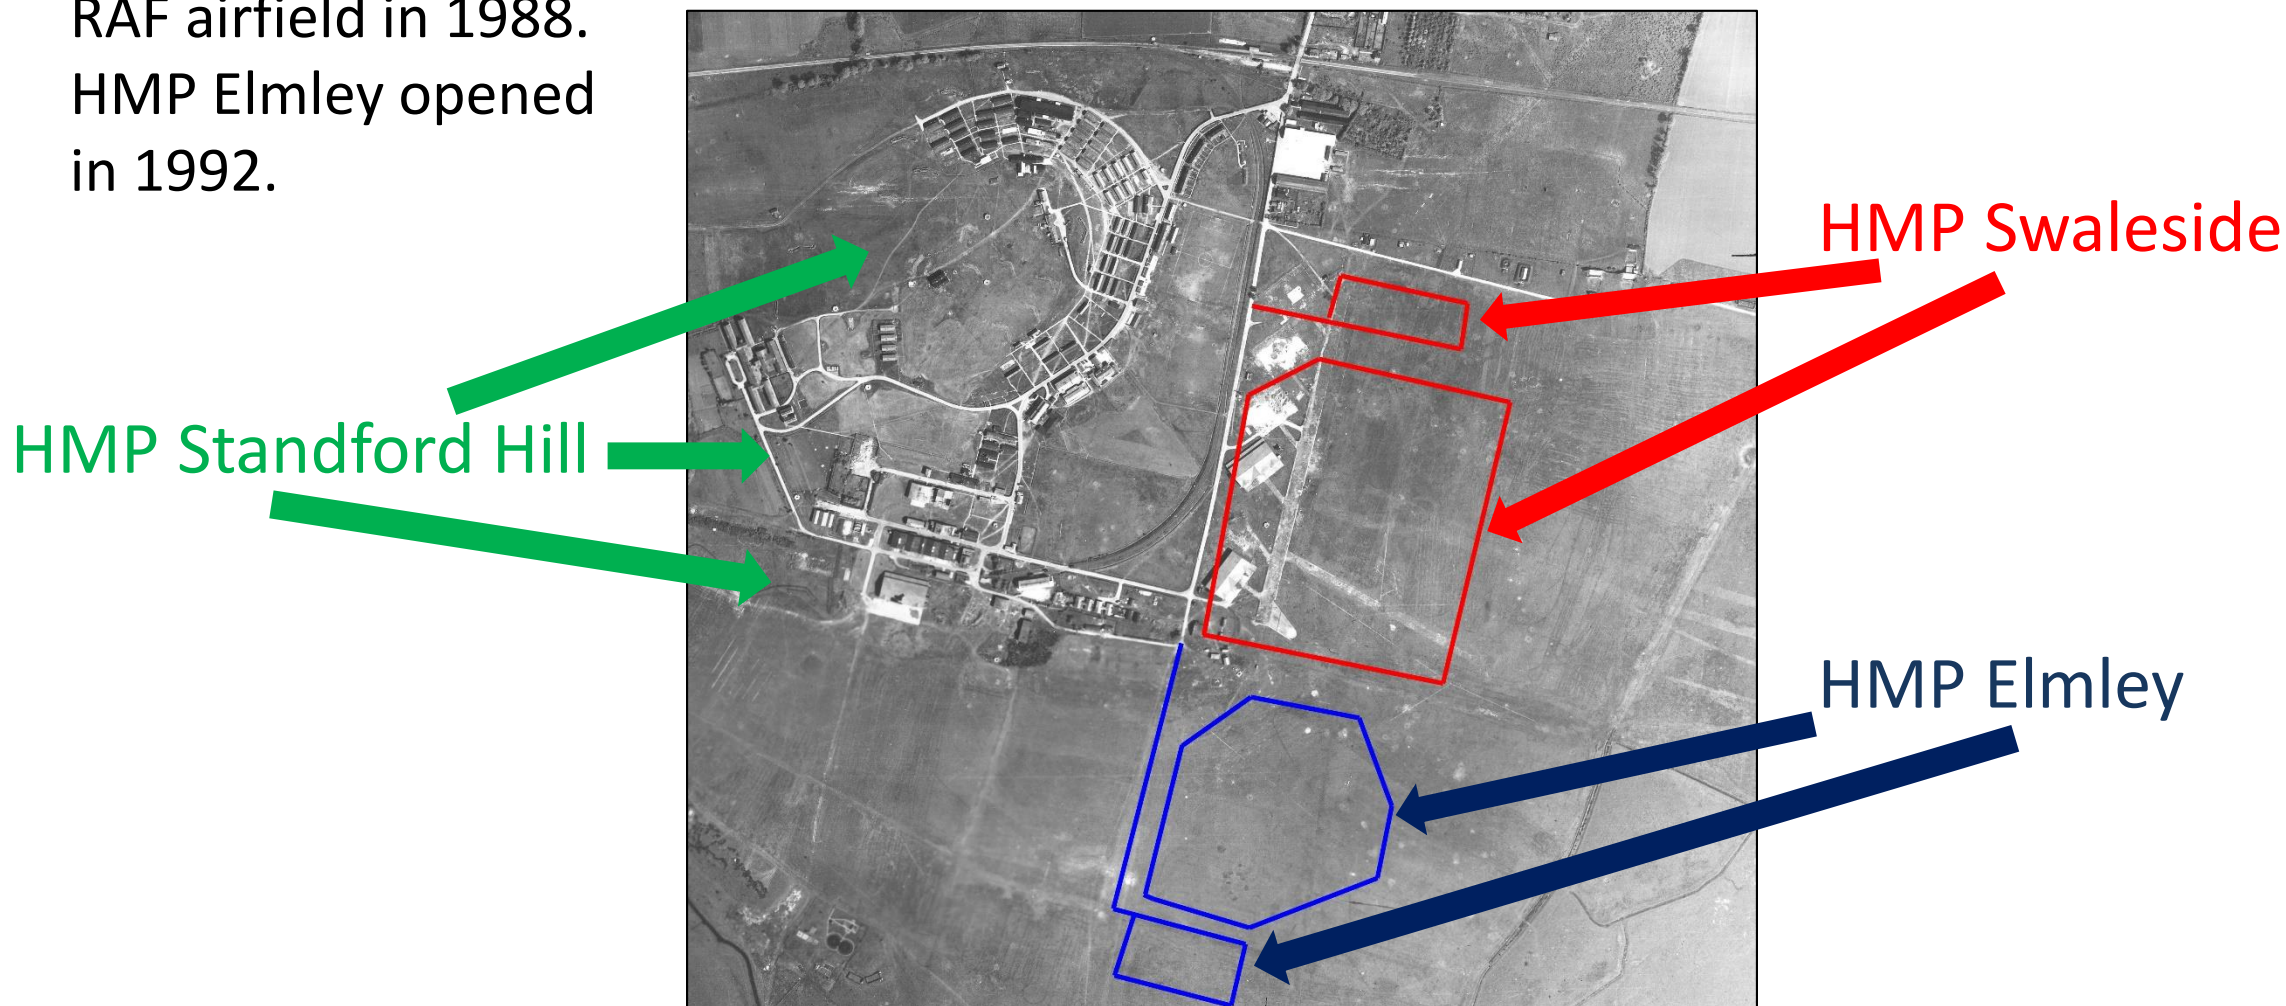 RAF airfield in 1988.
HMP Elmley opened
in 1992.
HMP Swaleside
HMP Standford Hill
HMP Elmley